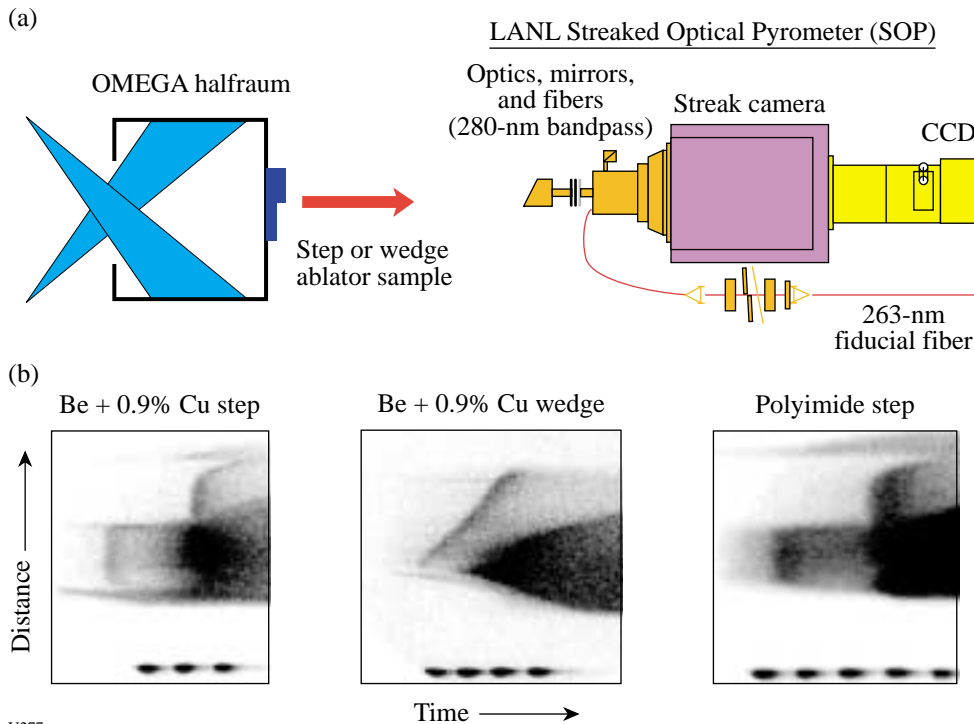 (a)
LANL Streaked Optical Pyrometer (SOP)
OMEGA halfraum
Optics, mirrors,
and fibers
(280-nm bandpass)
Streak camera
CCD
Step or wedge
ablator sample
263-nm
fiducial fiber
(b)
Be + 0.9% Cu step
Be + 0.9% Cu wedge
Polyimide step
Distance
Time